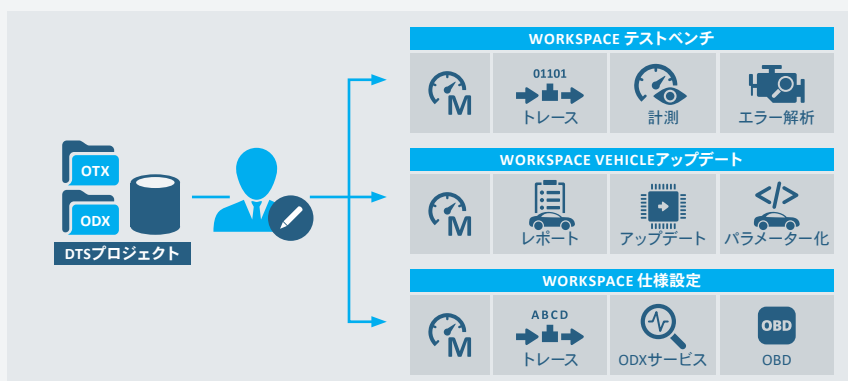 OTX
ODX
DTSプロジェクト
WORKSPACE テストベンチ
M
01101
トレース
計測
エラー解析
WORKSPACE VEHICLEアップデート
M
レポート
アップデート
</>
パラメーター化
WORKSPACE 仕様設定
M
ABCD
トレース
ODXサービス
OBD
OBD